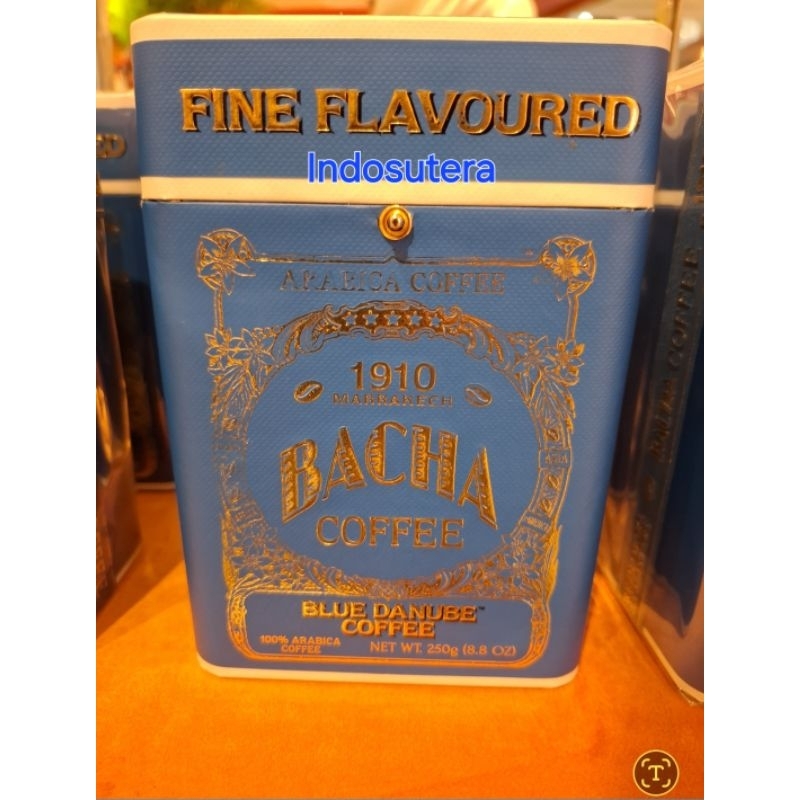 FINE FLAVOURED
Indosutera
ARABICA COFFEE
1910
MARRAKECH
BACHA
COFFEE
BLUE DANUBE™
COFFEE
100% ARABICA
COFFEE
NET WT. 250g (8.8 OZ)
T